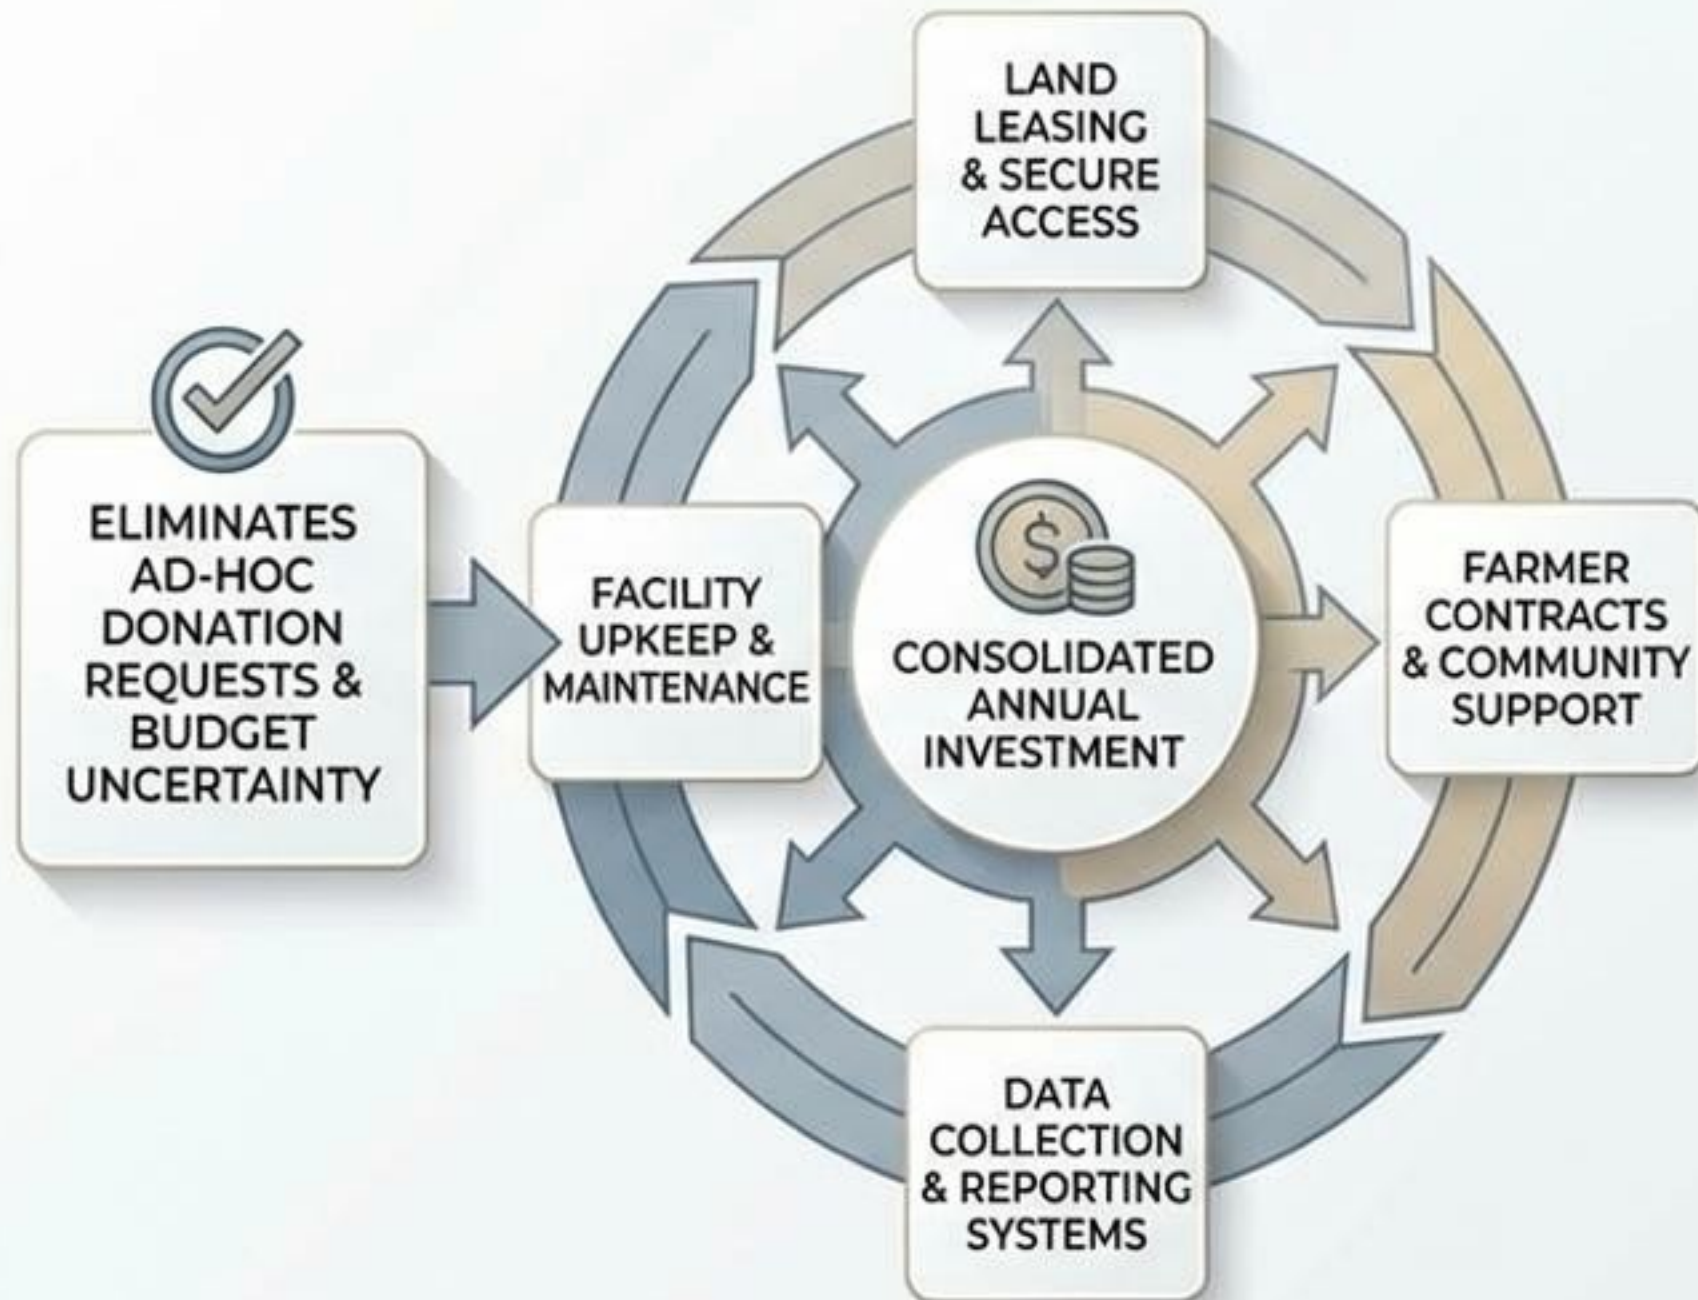 LAND
LEASING
& SECURE
ACCESS
ELIMINATES
AD-HOC
DONATION
REQUESTS &
BUDGET
UNCERTAINTY
FACILITY
UPKEEP &
MAINTENANCE
$
CONSOLIDATED
ANNUAL
INVESTMENT
FARMER
CONTRACTS
& COMMUNITY
SUPPORT
DATA
COLLECTION
& REPORTING
SYSTEMS